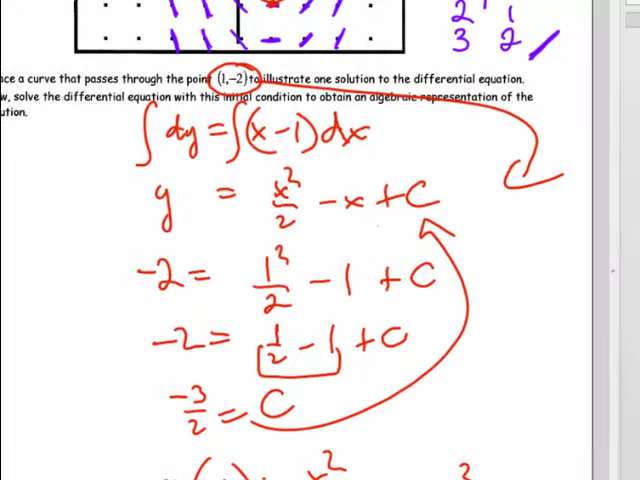 2 1
3 2
ace a curve that passes through the point (1,-2) to illustrate one solution to the differential equation.
w, solve the differential equation with this initial condition to obtain an algebraic representation of the
ution.
∫ dy = ∫(x - 1) dx
y = x²/2 - x + C
-2 = 1²/2 - 1 + C
-2 = 1/2 - 1 + C
-3/2 = C
x² 3